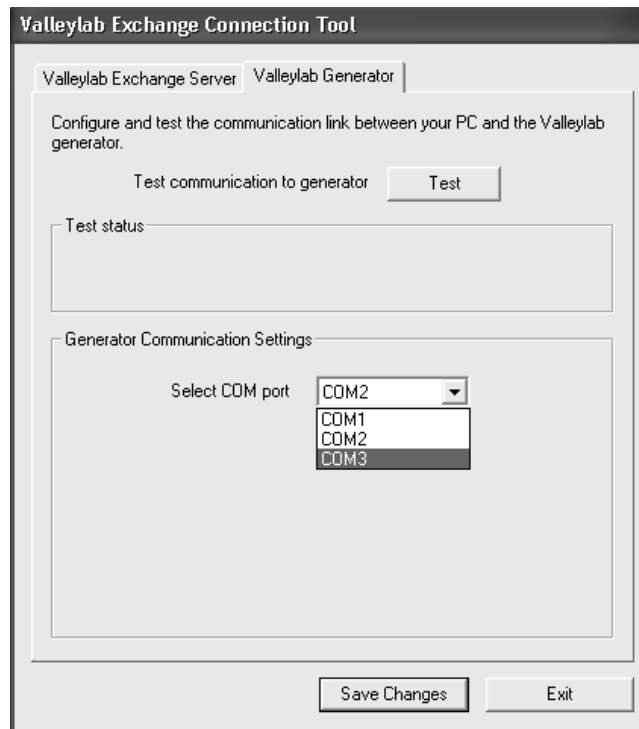 Valleylab Exchange Connection Tool
Valleylab Exchange Server Valleylab Generator
Configure and test the communication link between your PC and the Valleylab
generator.
Test communication to generator Test
Test status
Generator Communication Settings
Select COM port COM2
COM1
COM2
COM3
Save Changes Exit